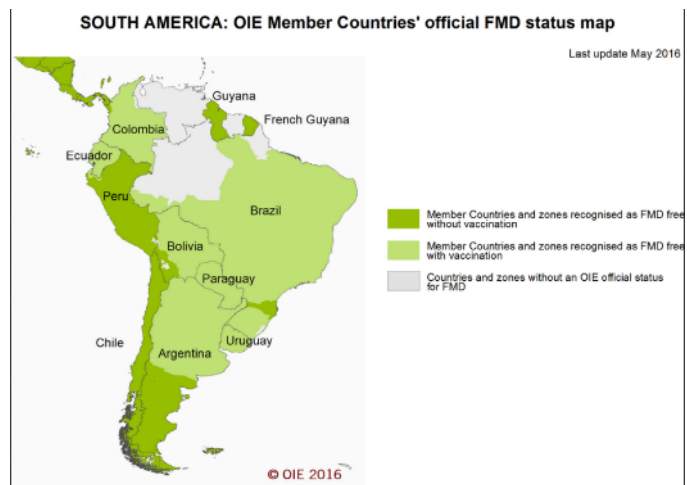 SOUTH AMERICA: OIE Member Countries' official FMD status map
Last update May 2016
Guyana
French Guyana
Colombia
Ecuador
Peru
Brazil
Bolivia
Paraguay
Chile
Uruguay
Argentina
Member Countries and zones recognised as FMD free
without vaccination
Member Countries and zones recognised as FMD free
with vaccination
Countries and zones without an OIE official status
for FMD
© OIE 2016